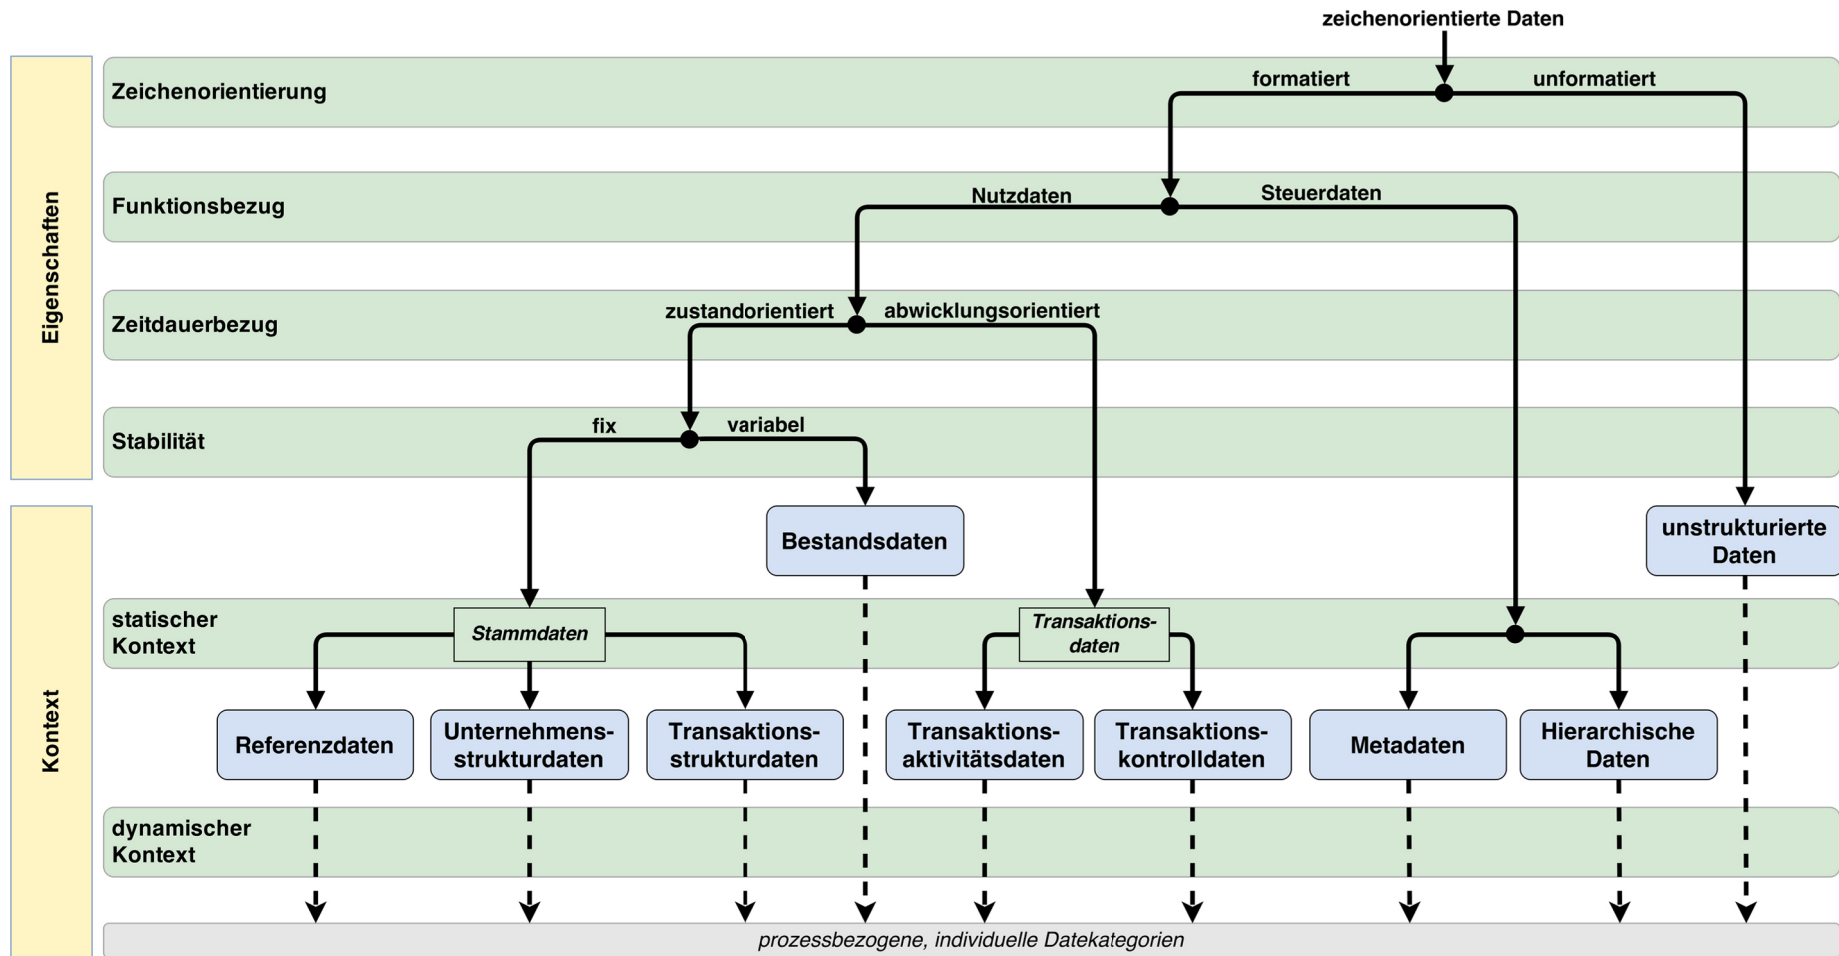 zeichenorientierte Daten
Eigenschaften
Zeichenorientierung
formatiert
unformatiert
Funktionsbezug
Nutzdaten
Steuerdaten
Zeitdauerbezug
zustandorientiert
abwicklungsorientiert
Stabilität
fix
variabel
Kontext
Bestandsdaten
unstrukturierte
Daten
statischer
Kontext
Stammdaten
Transaktions-
daten
Referenzdaten
Unternehmens-
strukturdaten
Transaktions-
strukturdaten
Transaktions-
aktivitätsdaten
Transaktions-
kontrolldaten
Metadaten
Hierarchische
Daten
dynamischer
Kontext
prozessbezogene, individuelle Datekategorien